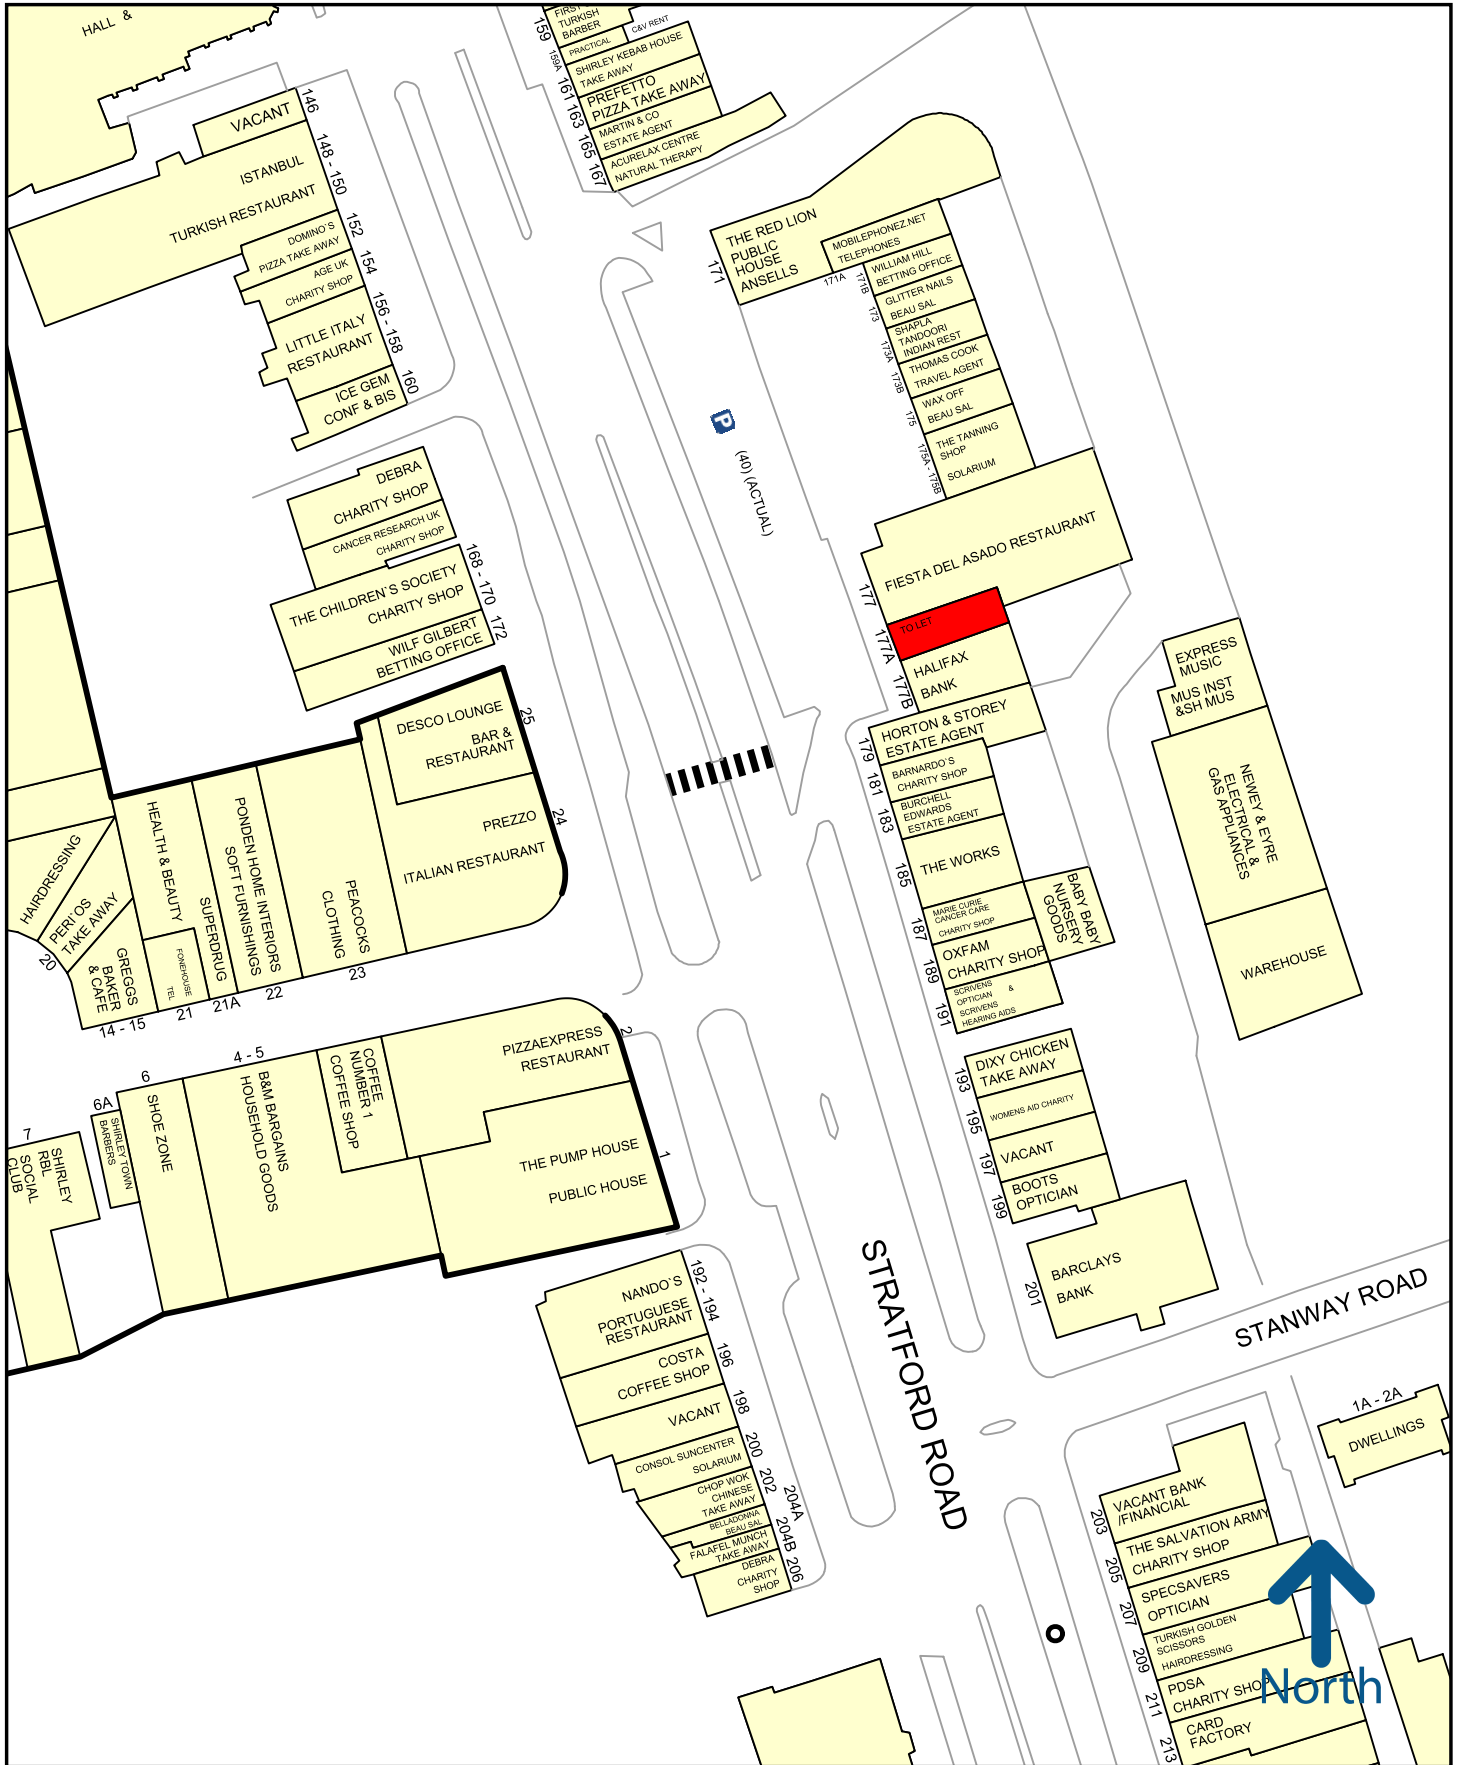 HALL &
159
FIRST
TURKISH
BARBER
C&V RENT
159A
PRACTICAL
161
SHIRLEY KEBAB HOUSE
TAKE AWAY
163
PREFETTO
PIZZA TAKE AWAY
165
MARTIN & CO
ESTATE AGENT
167
ACURELAX CENTRE
NATURAL THERAPY
146
VACANT
148 - 150
ISTANBUL
TURKISH RESTAURANT
152
DOMINO`S
PIZZA TAKE AWAY
154
AGE UK
CHARITY SHOP
156 - 158
LITTLE ITALY
RESTAURANT
160
ICE GEM
CONF & BIS
171
THE RED LION
PUBLIC
HOUSE
ANSELLS
171A
MOBILEPHONEZ.NET
TELEPHONES
171B
WILLIAM HILL
BETTING OFFICE
173
GLITTER NAILS
BEAU SAL
173A
SHAPLA
TANDOORI
INDIAN REST
173B
THOMAS COOK
TRAVEL AGENT
175
WAX OFF
BEAU SAL
175A - 175B
THE TANNING
SHOP
SOLARIUM
P
(40) (ACTUAL)
DEBRA
CHARITY SHOP
CANCER RESEARCH UK
CHARITY SHOP
168 - 170
THE CHILDREN`S SOCIETY
CHARITY SHOP
172
WILF GILBERT
BETTING OFFICE
177
FIESTA DEL ASADO RESTAURANT
177A
TO LET
177B
HALIFAX
BANK
179
HORTON & STOREY
ESTATE AGENT
181
BARNARDO`S
CHARITY SHOP
183
BURCHELL
EDWARDS
ESTATE AGENT
185
THE WORKS
187
MARIE CURIE
CANCER CARE
CHARITY SHOP
BABY BABY
NURSERY
GOODS
189
OXFAM
CHARITY SHOP
191
SCRIVENS
OPTICIAN &
SCRIVENS
HEARING AIDS
EXPRESS
MUSIC
MUS INST
&SH MUS
NEWEY & EYRE
ELECTRICAL &
GAS APPLIANCES
WAREHOUSE
25
DESCO LOUNGE
BAR &
RESTAURANT
24
PREZZO
ITALIAN RESTAURANT
23
PEACOCKS
CLOTHING
22
PONDEN HOME INTERIORS
SOFT FURNISHINGS
21A
SUPERDRUG
HEALTH & BEAUTY
21
FONEHOUSE
TEL
14 - 15
GREGGS
BAKER
& CAFE
20
PERI`OS
TAKE AWAY
HAIRDRESSING
2
PIZZAEXPRESS
RESTAURANT
1
THE PUMP HOUSE
PUBLIC HOUSE
COFFEE
NUMBER 1
COFFEE SHOP
4 - 5
B&M BARGAINS
HOUSEHOLD GOODS
6
SHOE ZONE
6A
SHIRLEY TOWN
BARBERS
7
SHIRLEY
RBL
SOCIAL
CLUB
193
DIXY CHICKEN
TAKE AWAY
195
WOMENS AID CHARITY
197
VACANT
199
BOOTS
OPTICIAN
201
BARCLAYS
BANK
STRATFORD ROAD
STANWAY ROAD
192 - 194
NANDO`S
PORTUGUESE
RESTAURANT
196
COSTA
COFFEE SHOP
198
VACANT
200
CONSOL SUNCENTER
SOLARIUM
202
CHOP WOK
CHINESE
TAKE AWAY
204A
BELLADONNA
BEAU SAL
204B
FALAFEL MUNCH
TAKE AWAY
206
DEBRA
CHARITY
SHOP
1A - 2A
DWELLINGS
203
VACANT BANK
/FINANCIAL
205
THE SALVATION ARMY
CHARITY SHOP
207
SPECSAVERS
OPTICIAN
209
TURKISH GOLDEN
SCISSORS
HAIRDRESSING
211
PDSA
CHARITY SHOP
213
CARD
FACTORY
North